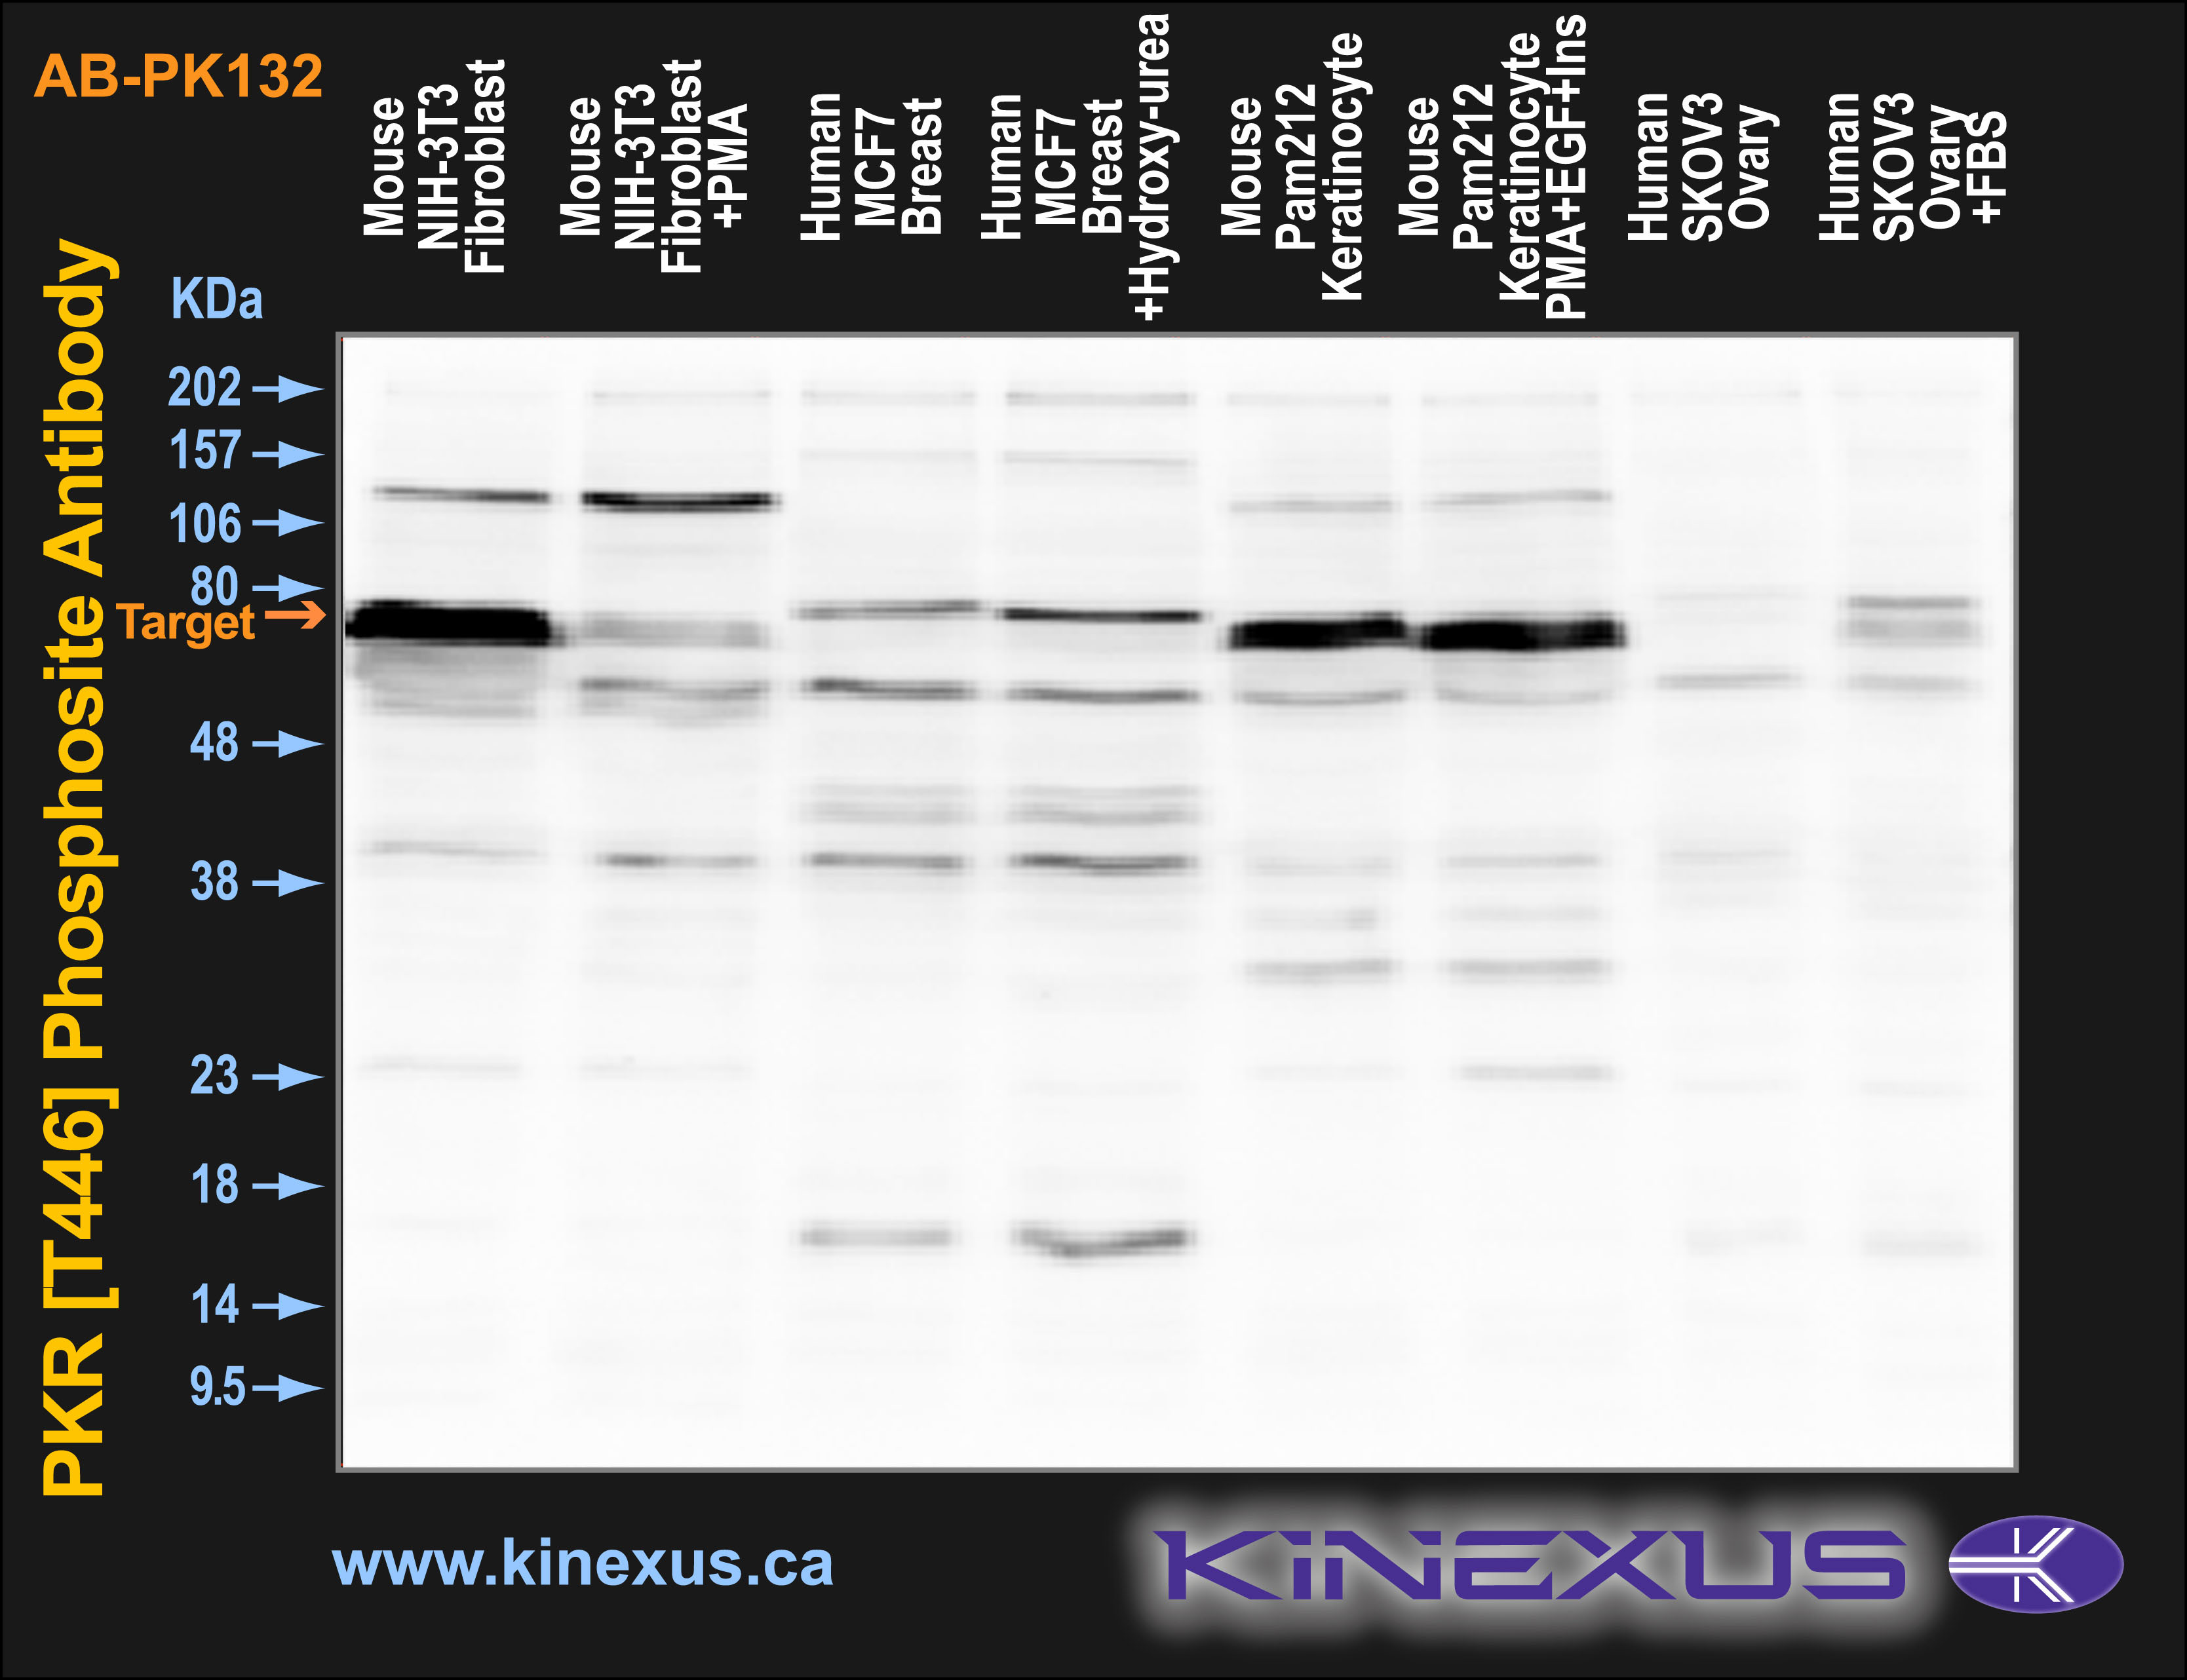 AB-PK132
Mouse
NIH-3T3
Fibroblast
Mouse
NIH-3T3
Fibroblast
+PMA
Human
MCF7
Breast
Human
MCF7
Breast
+Hydroxy-urea
Mouse
Pam212
Keratinocyte
Mouse
Pam212
Keratinocyte
PMA+EGF+Ins
Human
SKOV3
Ovary
Human
SKOV3
Ovary
+FBS
PKR [T446] Phosphosite Antibody
KDa
202
157
106
80
Target
48
38
23
18
14
9.5
www.kinexus.ca
KiNEXUS